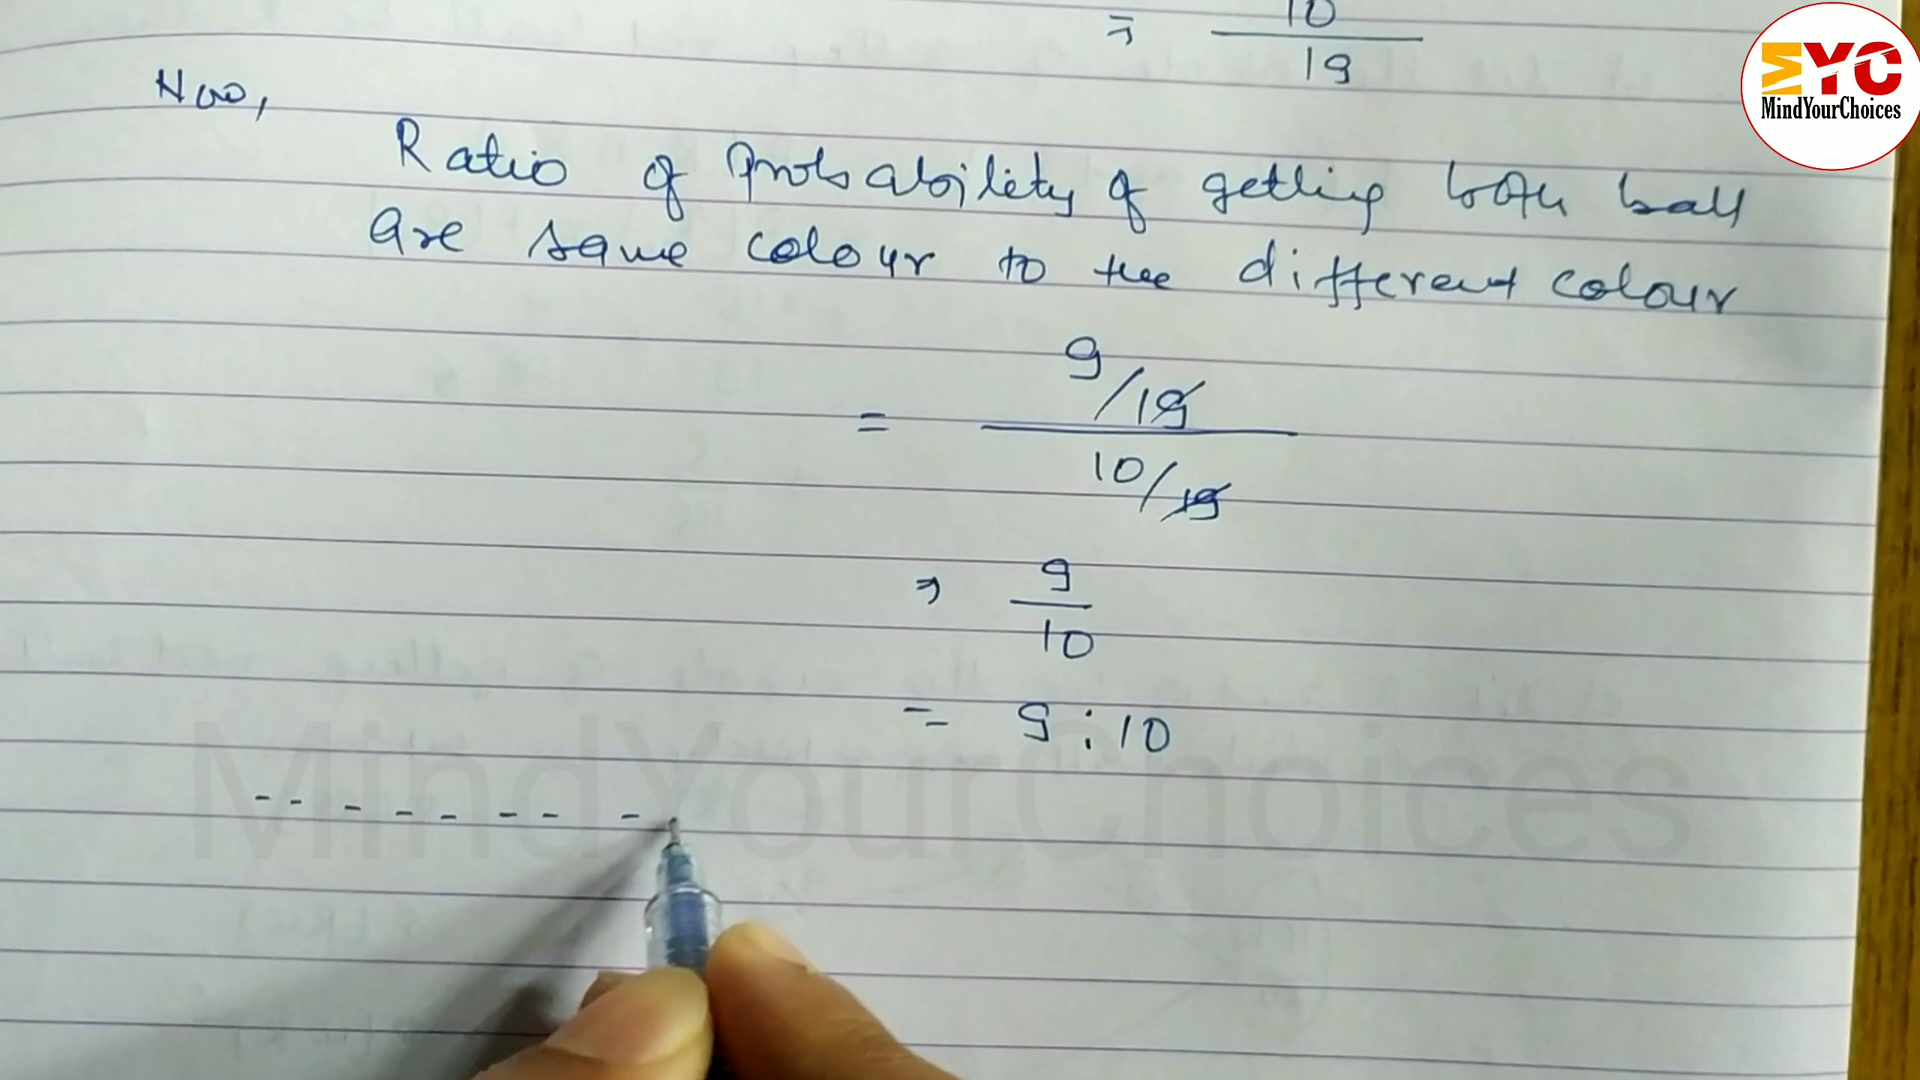 = 10/19
MYC
MindYourChoices
Now,
Ratio of Probability of getting both ball
are same colour to the different colour
= 9/19 / 10/19
⇒ 9/10
= 9:10
MindYourChoices